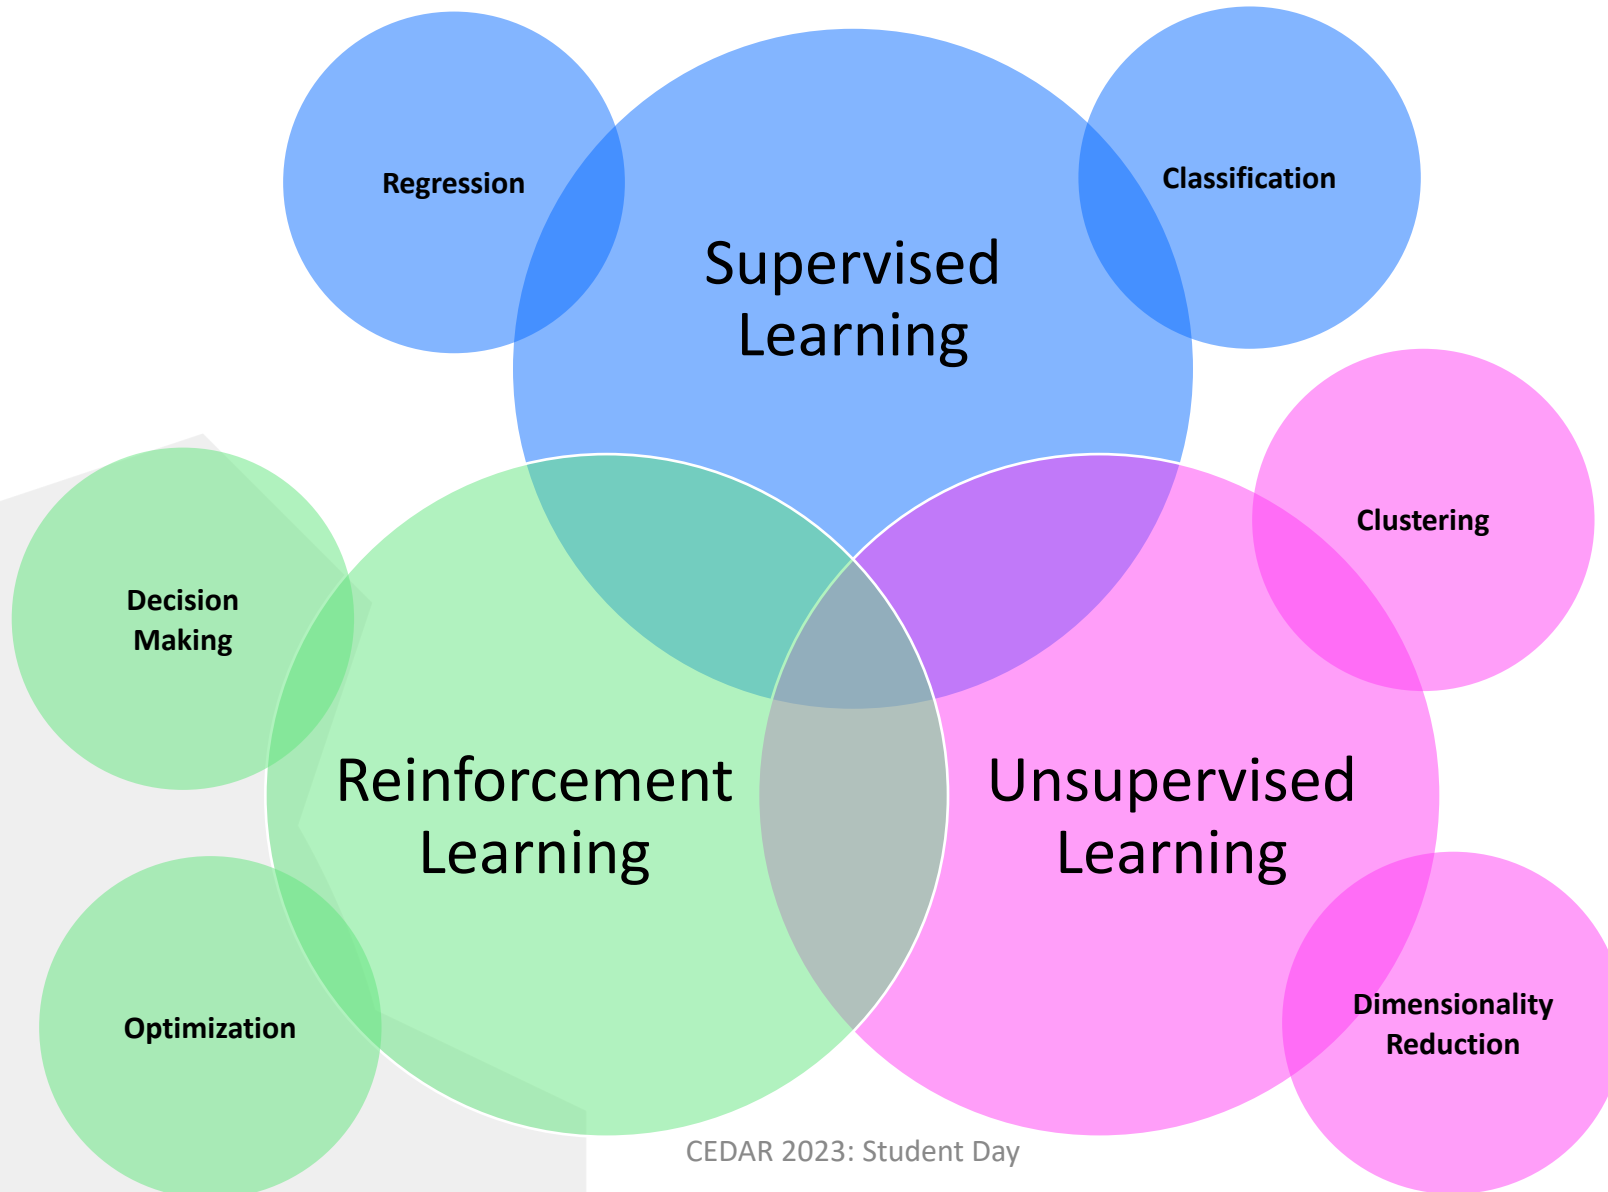 Regression
Classification
Supervised
Learning
Clustering
Decision
Making
Reinforcement
Learning
Unsupervised
Learning
Optimization
Dimensionality
Reduction
CEDAR 2023: Student Day